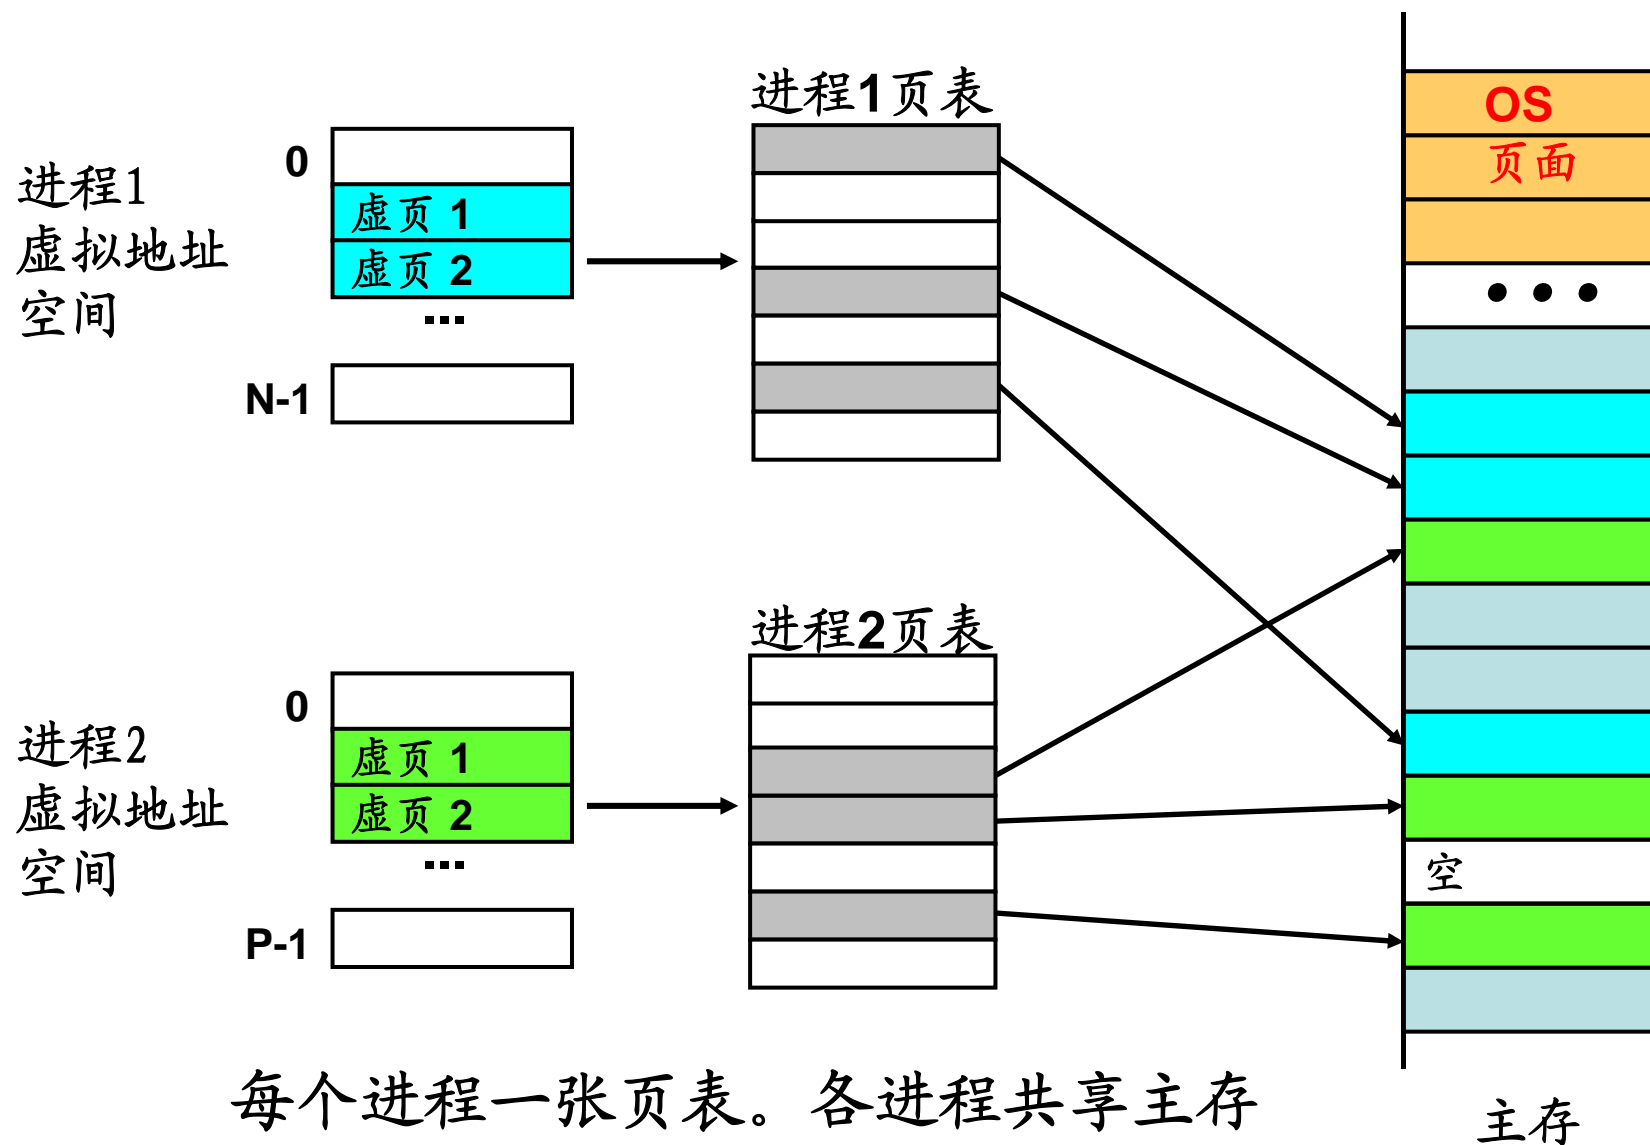 进程1页表
OS
页面
• • •
进程1
虚拟地址
空间
0
虚页 1
虚页 2
...
N-1
进程2页表
进程2
虚拟地址
空间
0
虚页 1
虚页 2
...
P-1
空
每个进程一张页表。各进程共享主存
主存